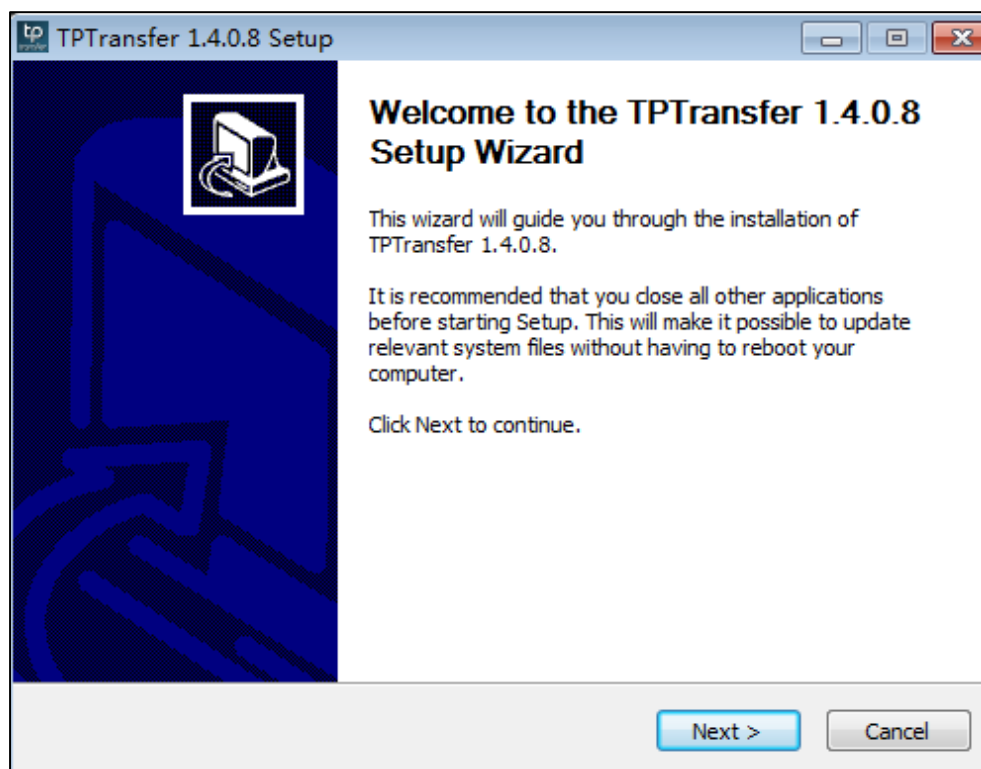 tp
TPTransfer 1.4.0.8 Setup
Welcome to the TPTransfer 1.4.0.8
Setup Wizard
This wizard will guide you through the installation of
TPTransfer 1.4.0.8.
It is recommended that you close all other applications
before starting Setup. This will make it possible to update
relevant system files without having to reboot your
computer.
Click Next to continue.
Next >
Cancel